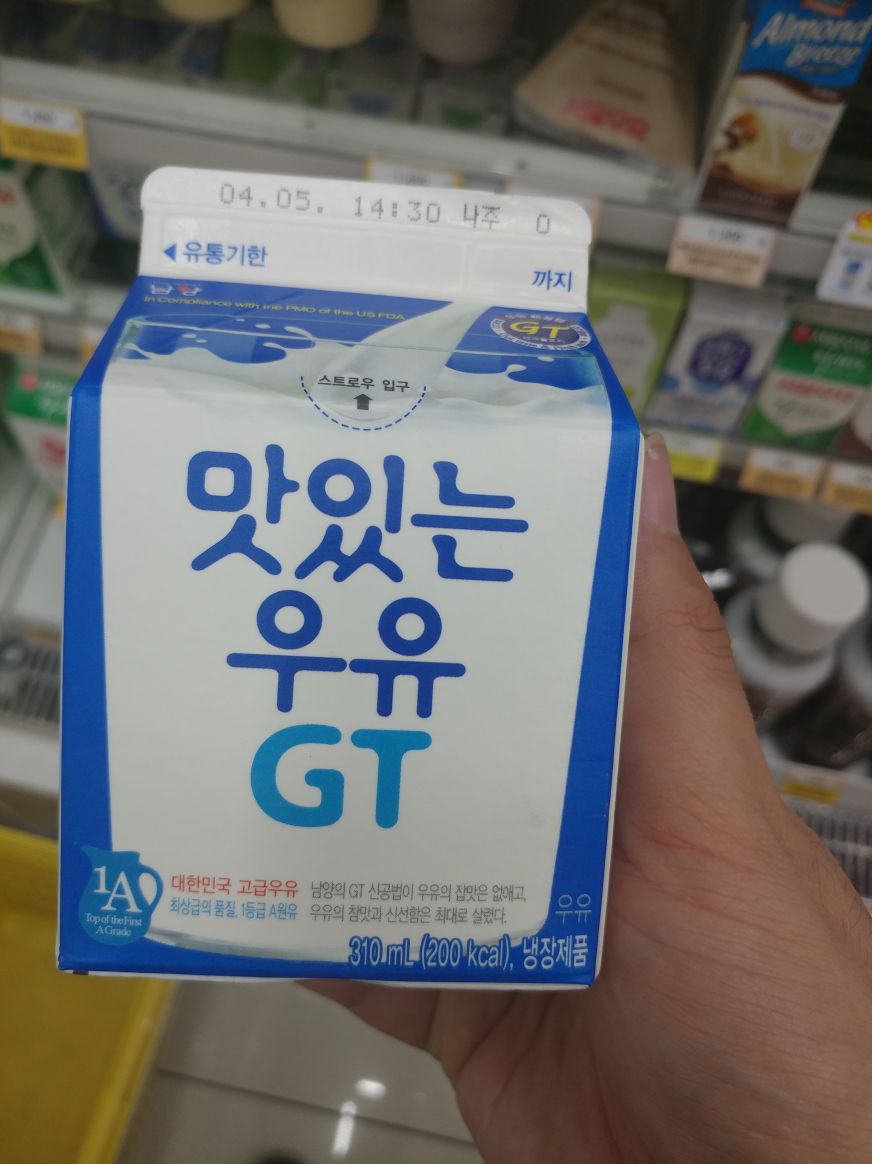 Almond
Breeze
04.05. 14:30 나주 0
◀유통기한
까지
남양
In Compliance with the PMO of the US FDA
GT
스트로우 입구
맛있는
우유
GT
1A
Top of the First
A Grade
대한민국 고급우유
최상급의 품질, 1등급 A원유
남양의 GT 신공법이 우유의 잡맛은 없애고,
우유의 참맛과 신선함은 최대로 살렸다.
우유
310 mL (200 kcal), 냉장제품